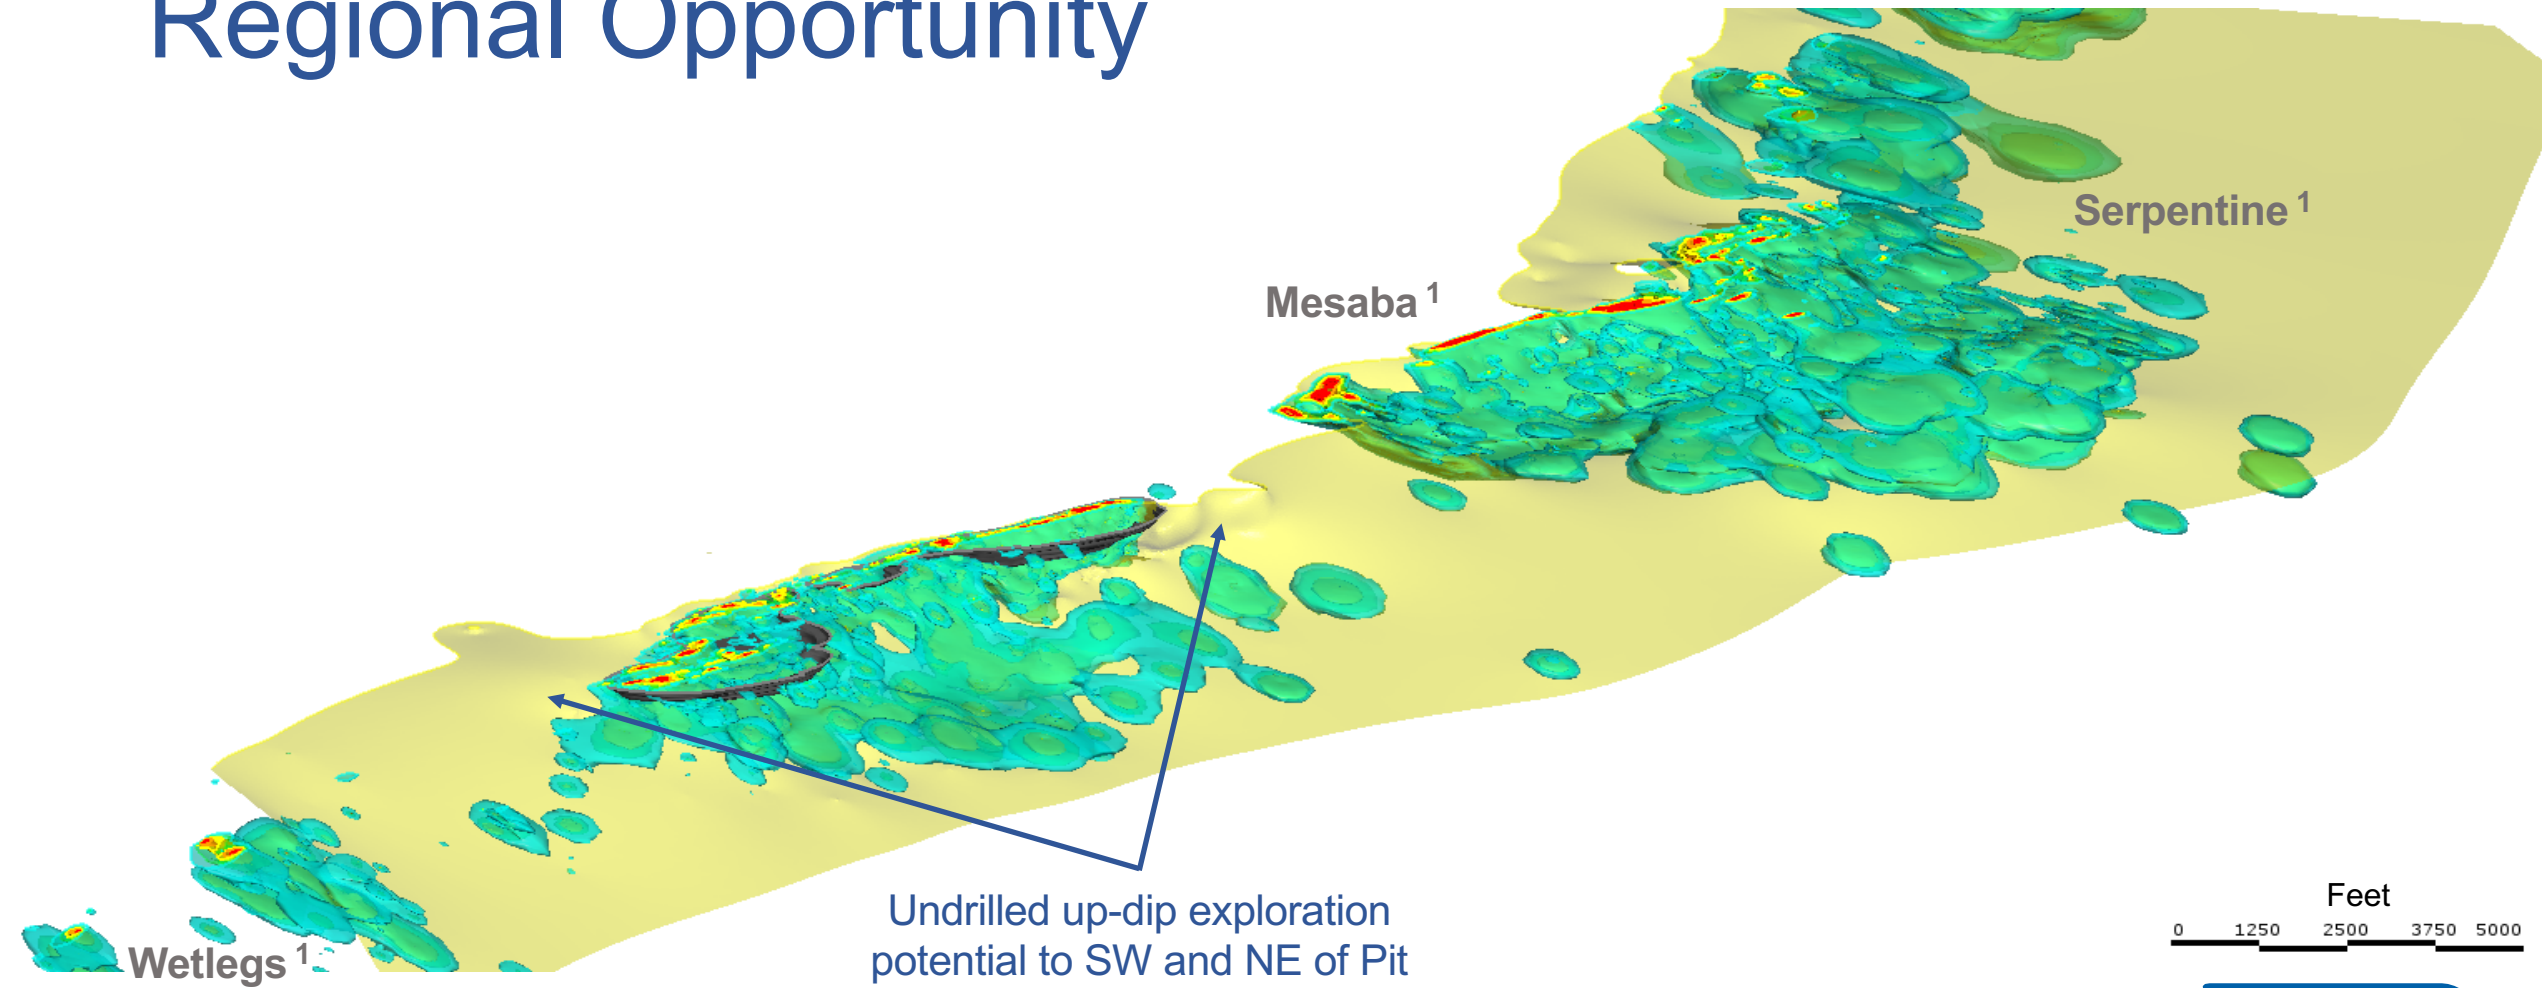 Regional Opportunity
Serpentine 1
Mesaba 1
Undrilled up-dip exploration
potential to SW and NE of Pit
Wetlegs 1
Feet
0 1250 2500 3750 5000